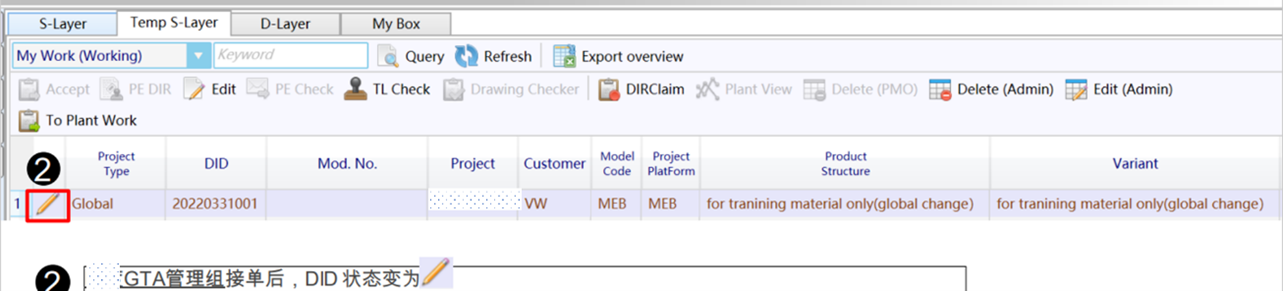 S-Layer Temp S-Layer D-Layer My Box
My Work (Working) Keyword Query Refresh Export overview
Accept PE DIR Edit PE Check TL Check Drawing Checker DIRClaim Plant View Delete (PMO) Delete (Admin) Edit (Admin)
To Plant Work
2 Project Type DID Mod. No. Project Customer Model Code Project PlatForm Product Structure Variant
1 Global 20220331001 VW MEB MEB for tranining material only(global change) for tranining material only(global change)
2 GTA管理组接单后，DID 状态变为